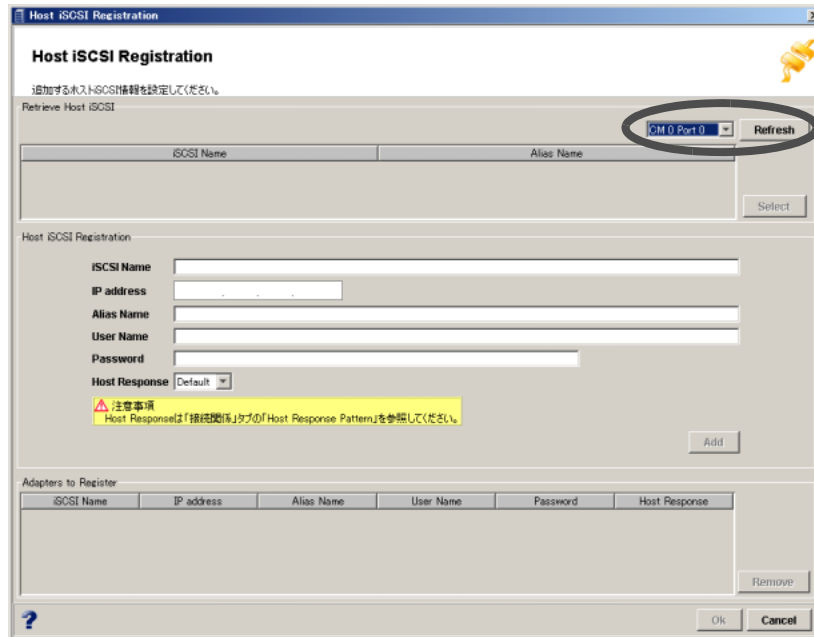 Host iSCSI Registration
Host iSCSI Registration
追加するホストiSCSI情報を設定してください。
Retrieve Host iSCSI
CM 0 Port 0
Refresh
iSCSI Name Alias Name
Select
Host iSCSI Registration
iSCSI Name
IP address . . .
Alias Name
User Name
Password
Host Response Default
注意事項
Host Responseは「接続関係」タブの「Host Response Pattern」を参照してください。
Add
Adapters to Register
iSCSI Name IP address Alias Name User Name Password Host Response
Remove
?
Ok Cancel